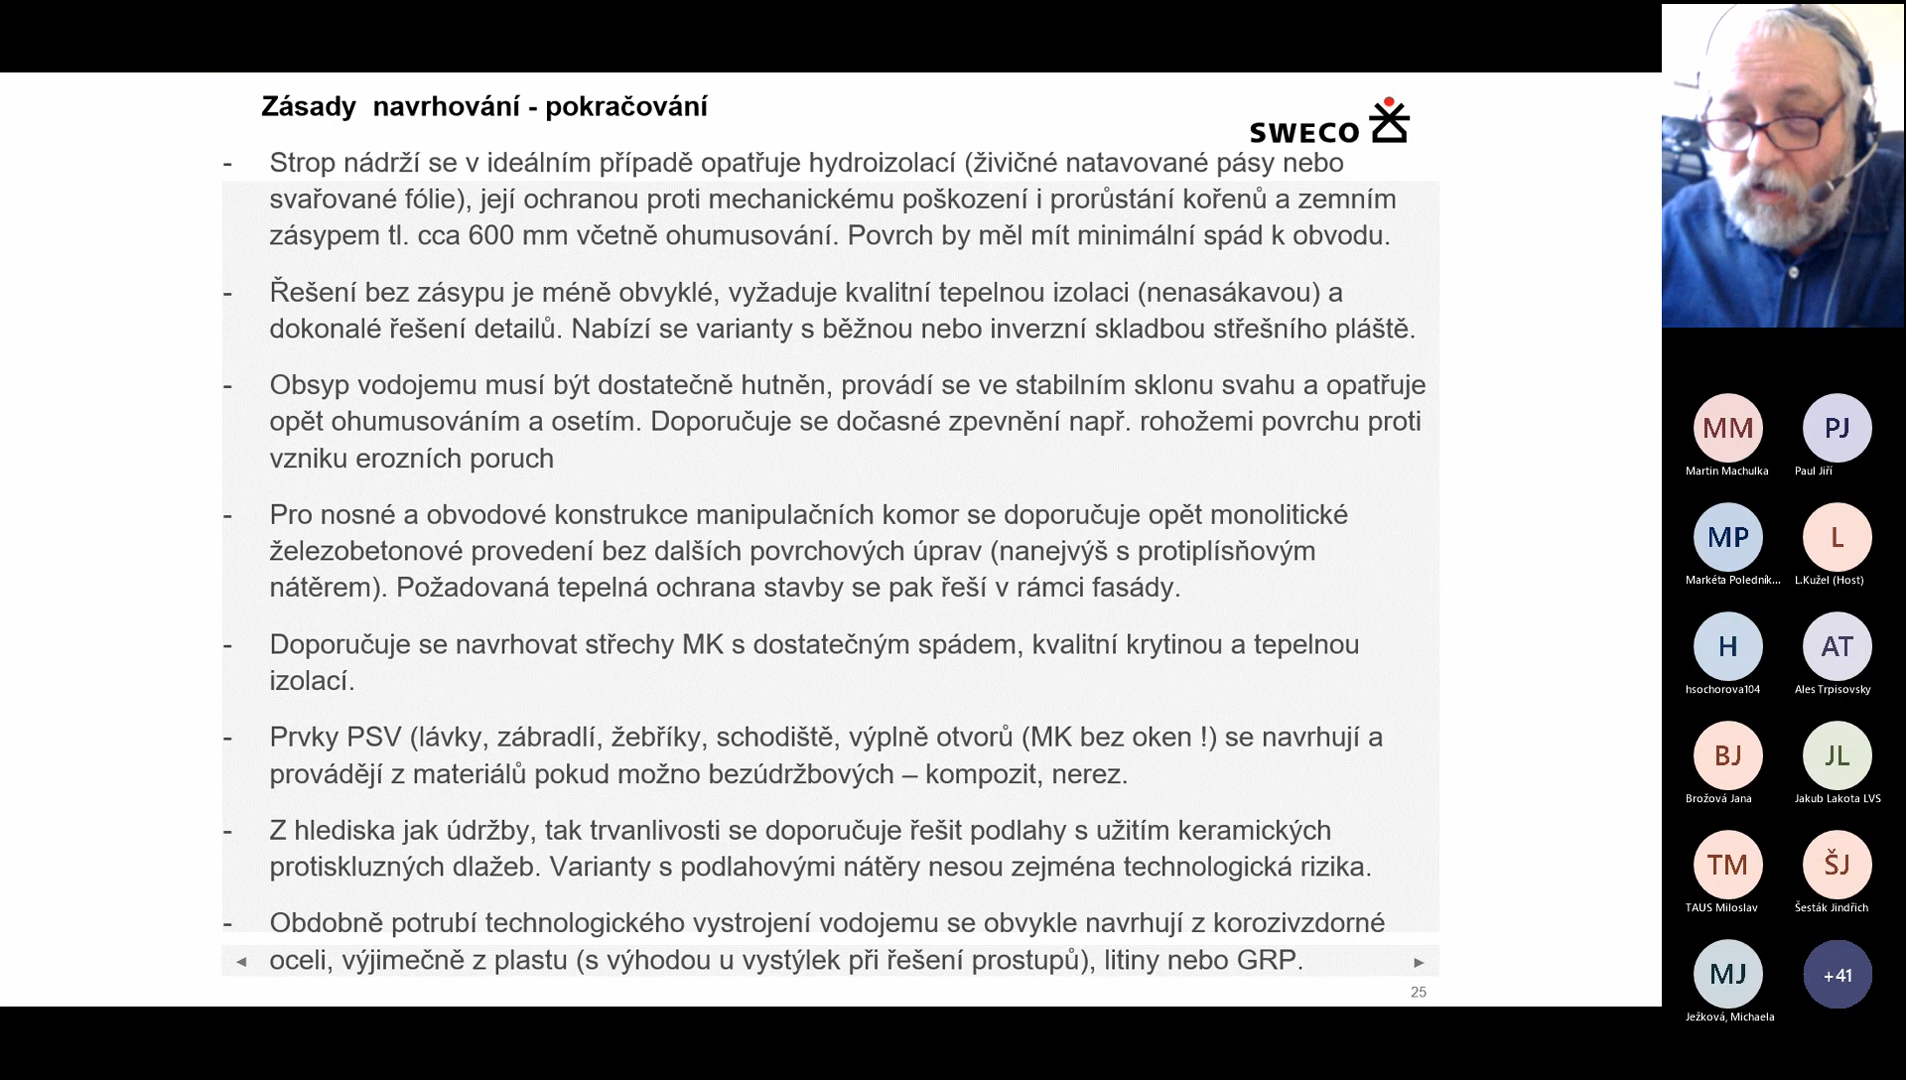 Zásady navrhování - pokračování
SWECO
- Strop nádrží se v ideálním případě opatřuje hydroizolací (živičné natavované pásy nebo
svařované fólie), její ochranou proti mechanickému poškození i prorůstání kořenů a zemním
zásypem tl. cca 600 mm včetně ohumusování. Povrch by měl mít minimální spád k obvodu.
- Řešení bez zásypu je méně obvyklé, vyžaduje kvalitní tepelnou izolaci (nenasákavou) a
dokonalé řešení detailů. Nabízí se varianty s běžnou nebo inverzní skladbou střešního pláště.
- Obsyp vodojemu musí být dostatečně hutněn, provádí se ve stabilním sklonu svahu a opatřuje
opět ohumusováním a osetím. Doporučuje se dočasné zpevnění např. rohožemi povrchu proti
vzniku erozních poruch
- Pro nosné a obvodové konstrukce manipulačních komor se doporučuje opět monolitické
železobetonové provedení bez dalších povrchových úprav (nanejvýš s protiplísňovým
nátěrem). Požadovaná tepelná ochrana stavby se pak řeší v rámci fasády.
- Doporučuje se navrhovat střechy MK s dostatečným spádem, kvalitní krytinou a tepelnou
izolací.
- Prvky PSV (lávky, zábradlí, žebříky, schodiště, výplně otvorů (MK bez oken !) se navrhují a
provádějí z materiálů pokud možno bezúdržbových – kompozit, nerez.
- Z hlediska jak údržby, tak trvanlivosti se doporučuje řešit podlahy s užitím keramických
protiskluzných dlažeb. Varianty s podlahovými nátěry nesou zejména technologická rizika.
- Obdobně potrubí technologického vystrojení vodojemu se obvykle navrhují z korozivzdorné
oceli, výjimečně z plastu (s výhodou u vystýlek při řešení prostupů), litiny nebo GRP.
25
MM
PJ
Martin Machulka
Paul Jiří
MP
L
Markéta Poledník...
L.Kužel (Host)
H
AT
hsochorova104
Ales Trpisovsky
BJ
JL
Brožová Jana
Jakub Lakota LVS
TM
ŠJ
TAUS Miloslav
Šesták Jindřich
MJ
+41
Ježková, Michaela